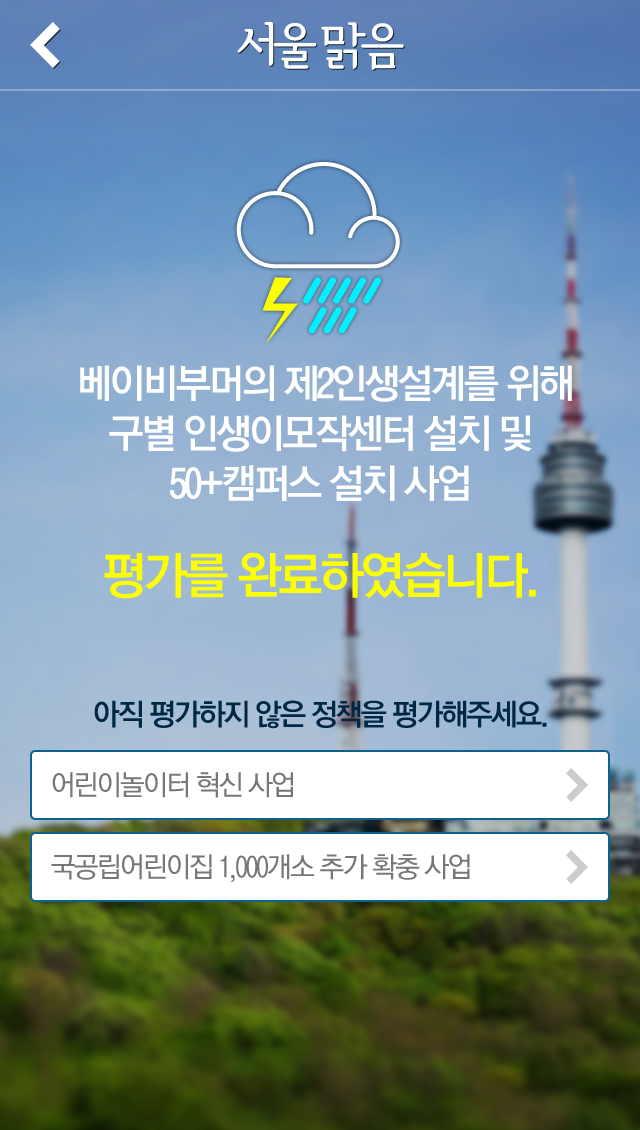 서울 맑음
베이비부머의 제2인생설계를 위해
구별 인생이모작센터 설치 및
50+캠퍼스 설치 사업
평가를 완료하였습니다.
아직 평가하지 않은 정책을 평가해주세요.
어린이놀이터 혁신 사업
국공립어린이집 1,000개소 추가 확충 사업